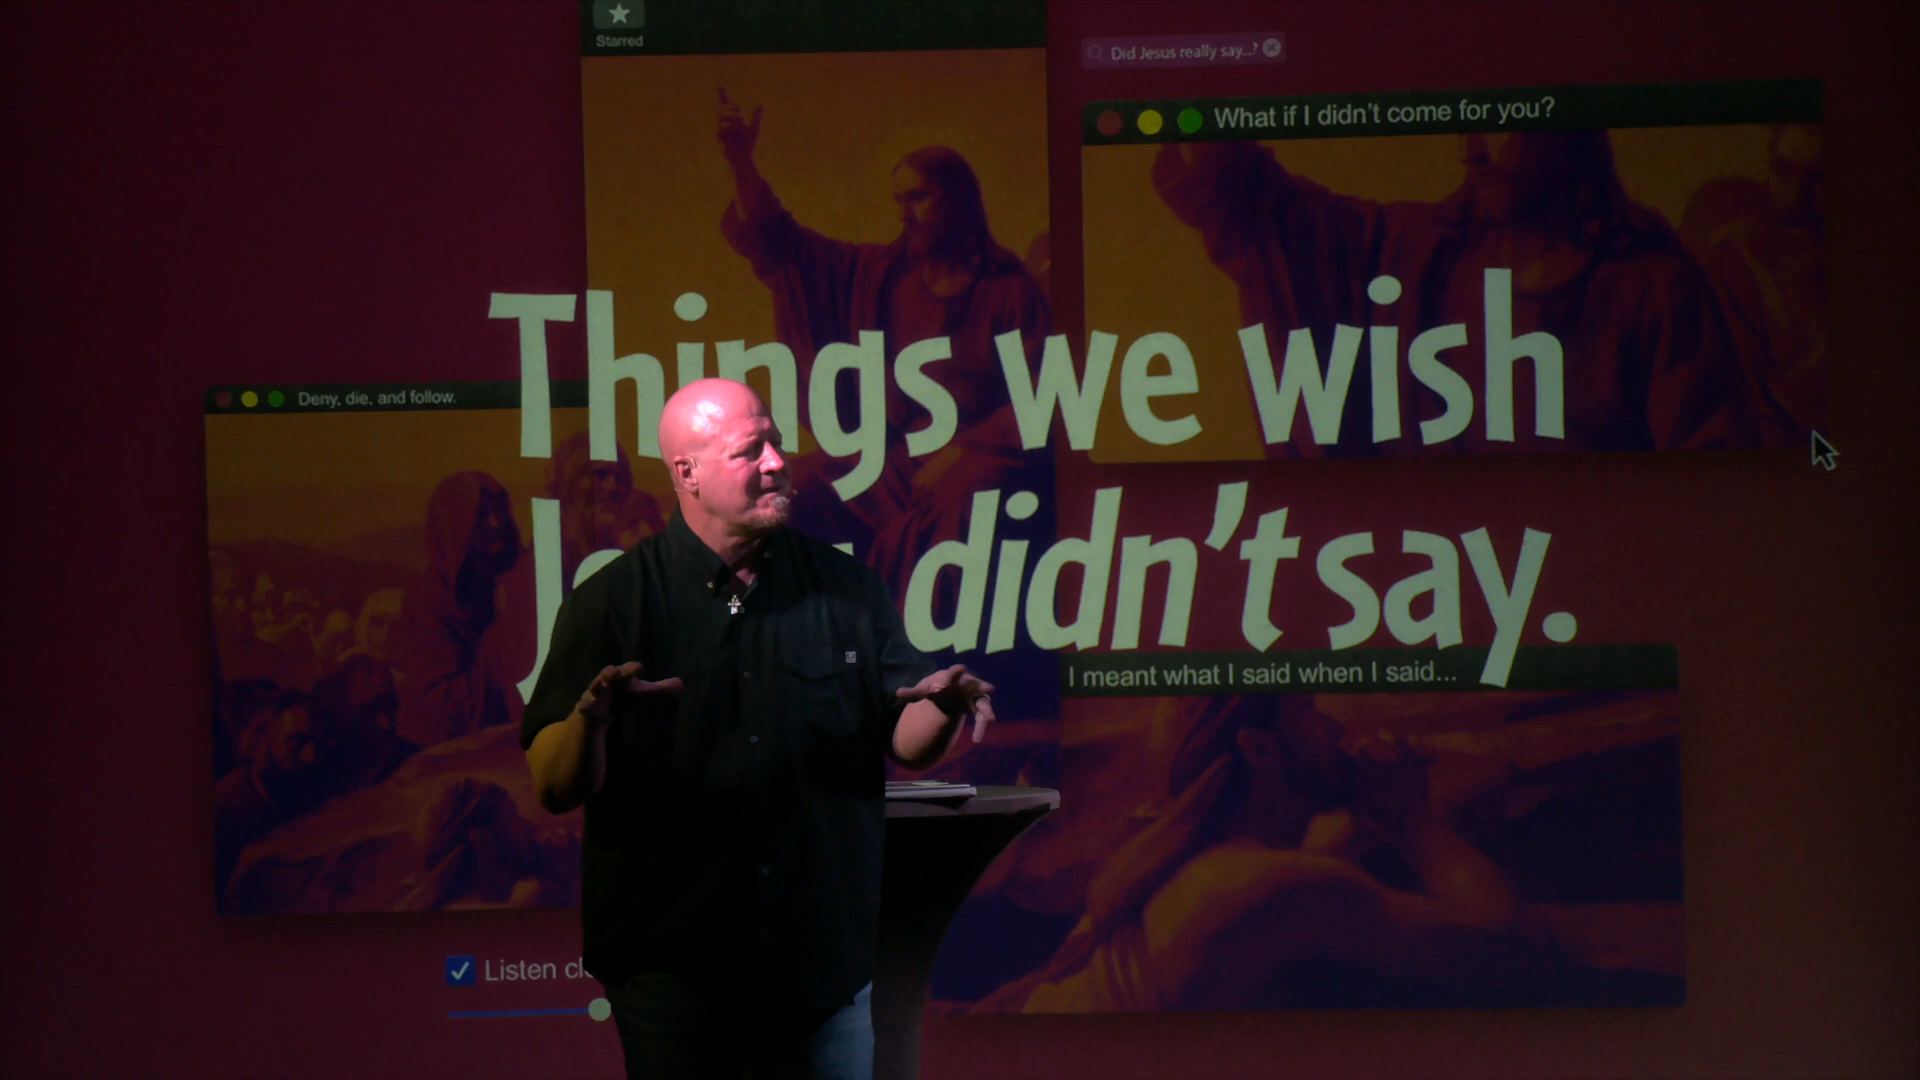 Starred
Did Jesus really say...?
What if I didn't come for you?
Deny, die, and follow.
Things we wish
didn't say.
I meant what I said when I said...
Listen